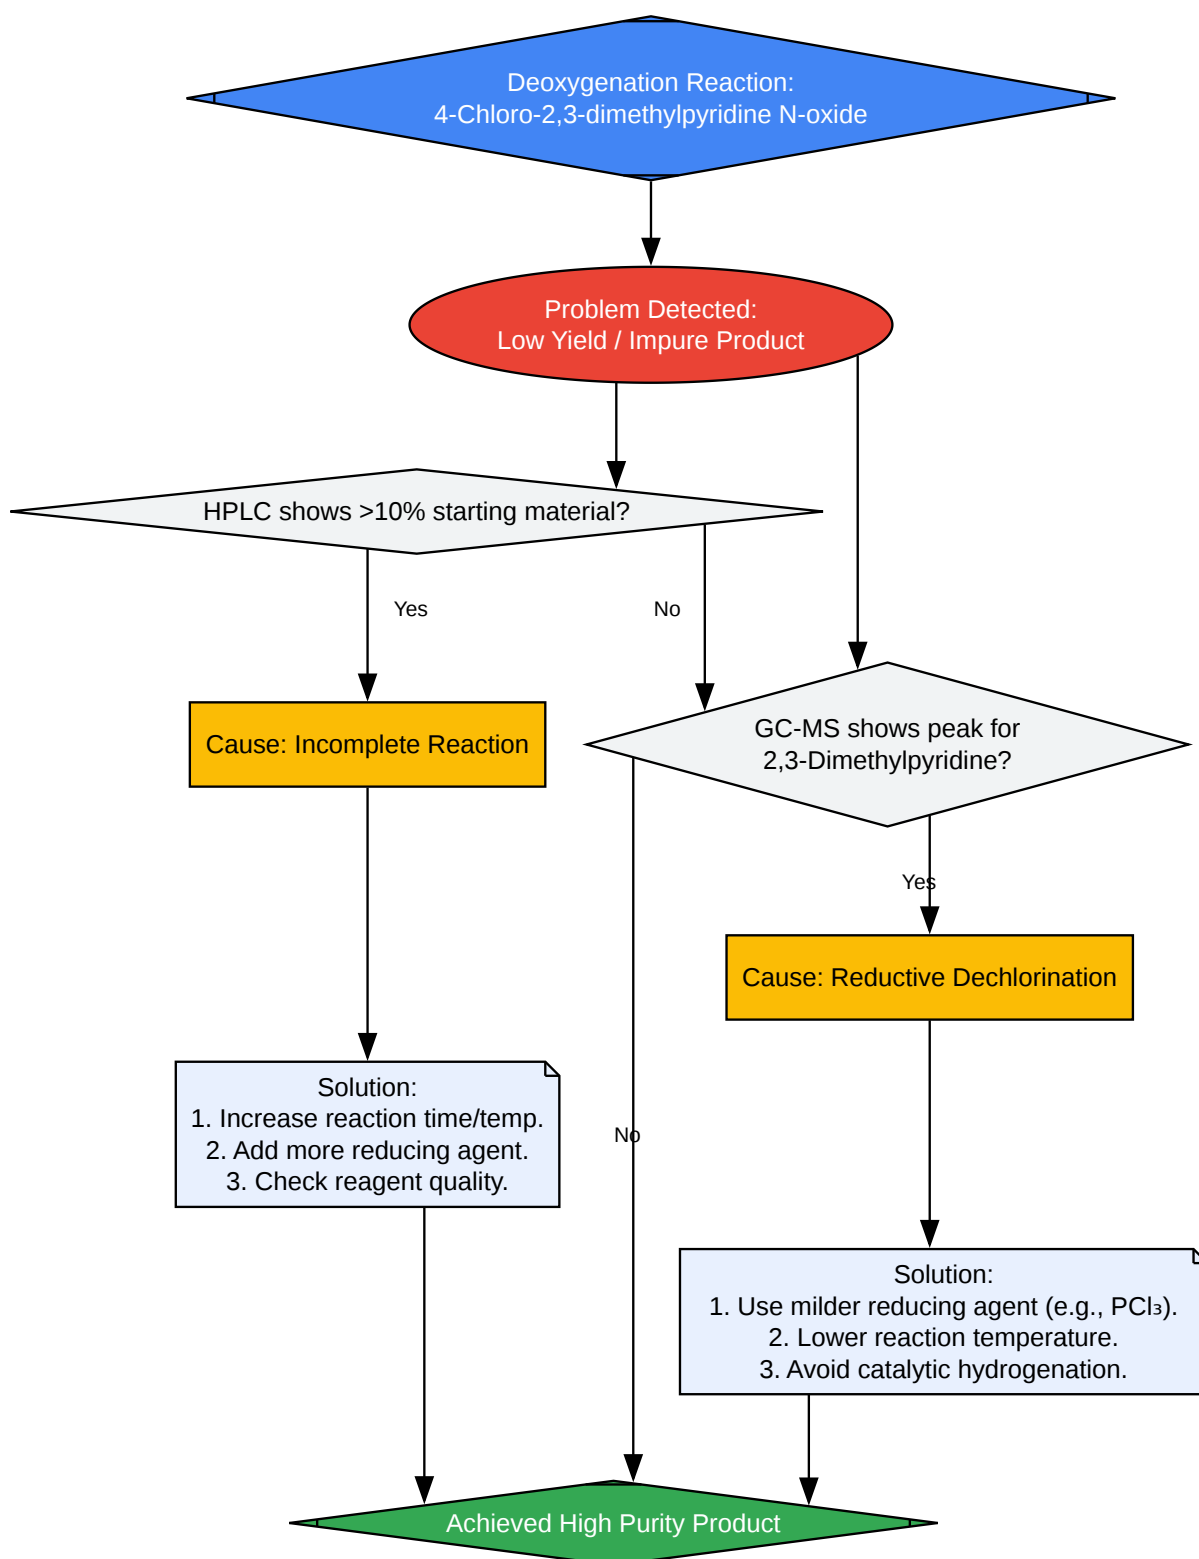 Deoxygenation Reaction:
4-Chloro-2,3-dimethylpyridine N-oxide
Problem Detected:
Low Yield / Impure Product
HPLC shows >10% starting material?
Yes
No
GC-MS shows peak for
2,3-Dimethylpyridine?
Cause: Incomplete Reaction
Yes
Cause: Reductive Dechlorination
Solution:
1. Increase reaction time/temp.
2. Add more reducing agent.
3. Check reagent quality.
No
Solution:
1. Use milder reducing agent (e.g., PCl₃).
2. Lower reaction temperature.
3. Avoid catalytic hydrogenation.
Achieved High Purity Product